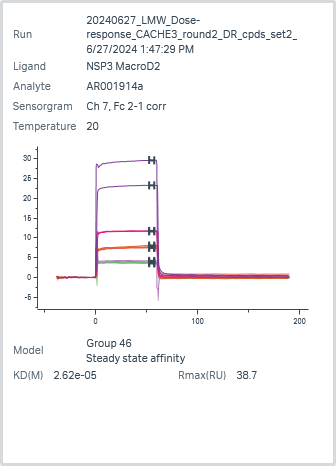 Run
20240627_LMW_Dose-
response_CACHE3_round2_DR_cpds_set2_
6/27/2024 1:47:29 PM
Ligand NSP3 MacroD2
Analyte AR001914a
Sensorgram Ch 7, Fc 2-1 corr
Temperature 20
30
25
20
15
10
5
0
-5
0 100 200
Model
Group 46
Steady state affinity
KD(M) 2.62e-05 Rmax(RU) 38.7